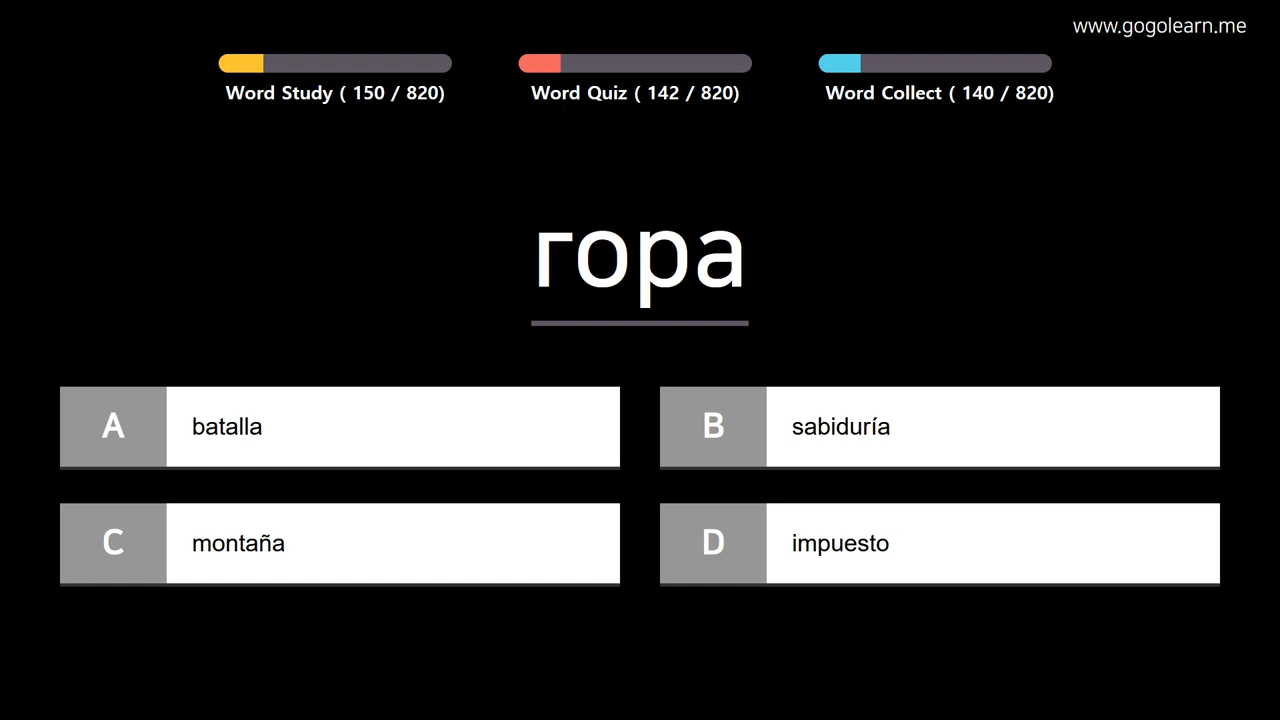 www.gogolearn.me
Word Study ( 150 / 820)
Word Quiz ( 142 / 820)
Word Collect ( 140 / 820)
гора
A
batalla
B
sabiduría
C
montaña
D
impuesto